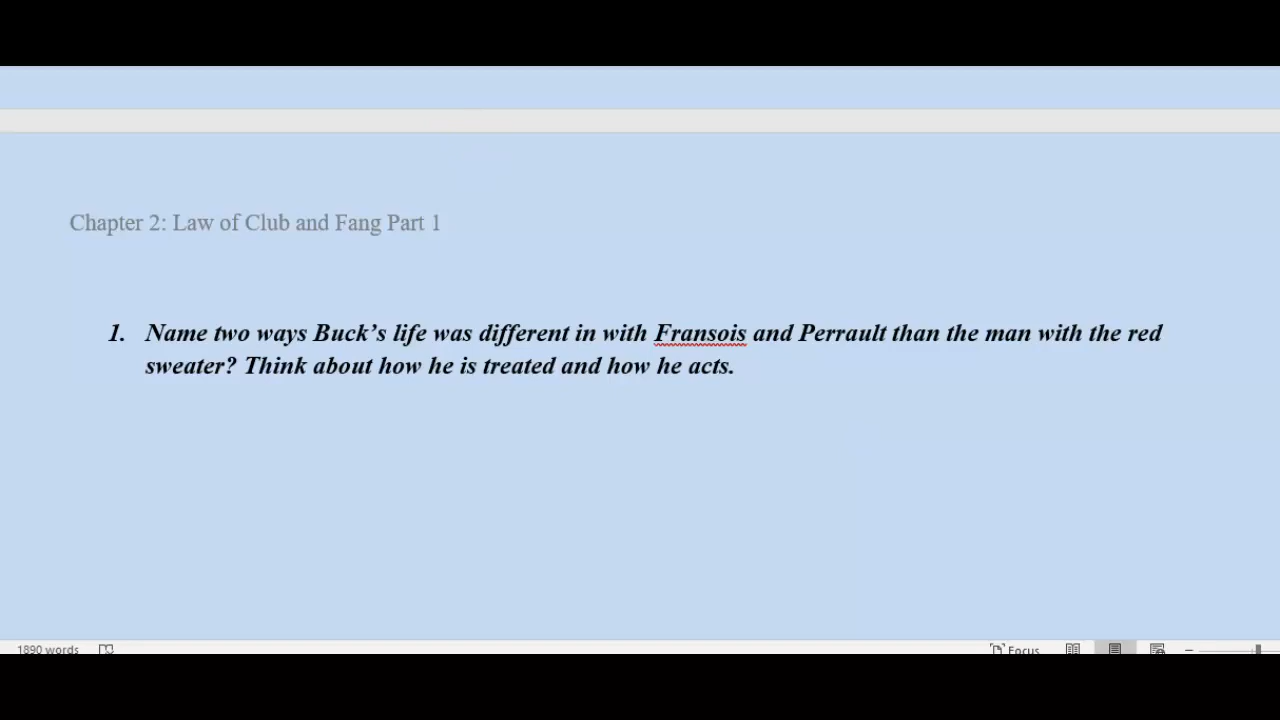 Chapter 2: Law of Club and Fang Part 1
1. Name two ways Buck’s life was different in with Fransois and Perrault than the man with the red
sweater? Think about how he is treated and how he acts.
1890 words
Focus